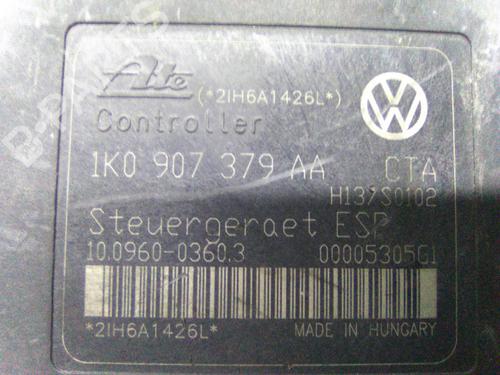 Ate (*2IH6A1426L*)
Controller
1K0 907 379 AA CTA
H137S0102
Steuergeraet ESP
10.0960-0360.3 00005305G1
*2IH6A1426L* MADE IN HUNGARY